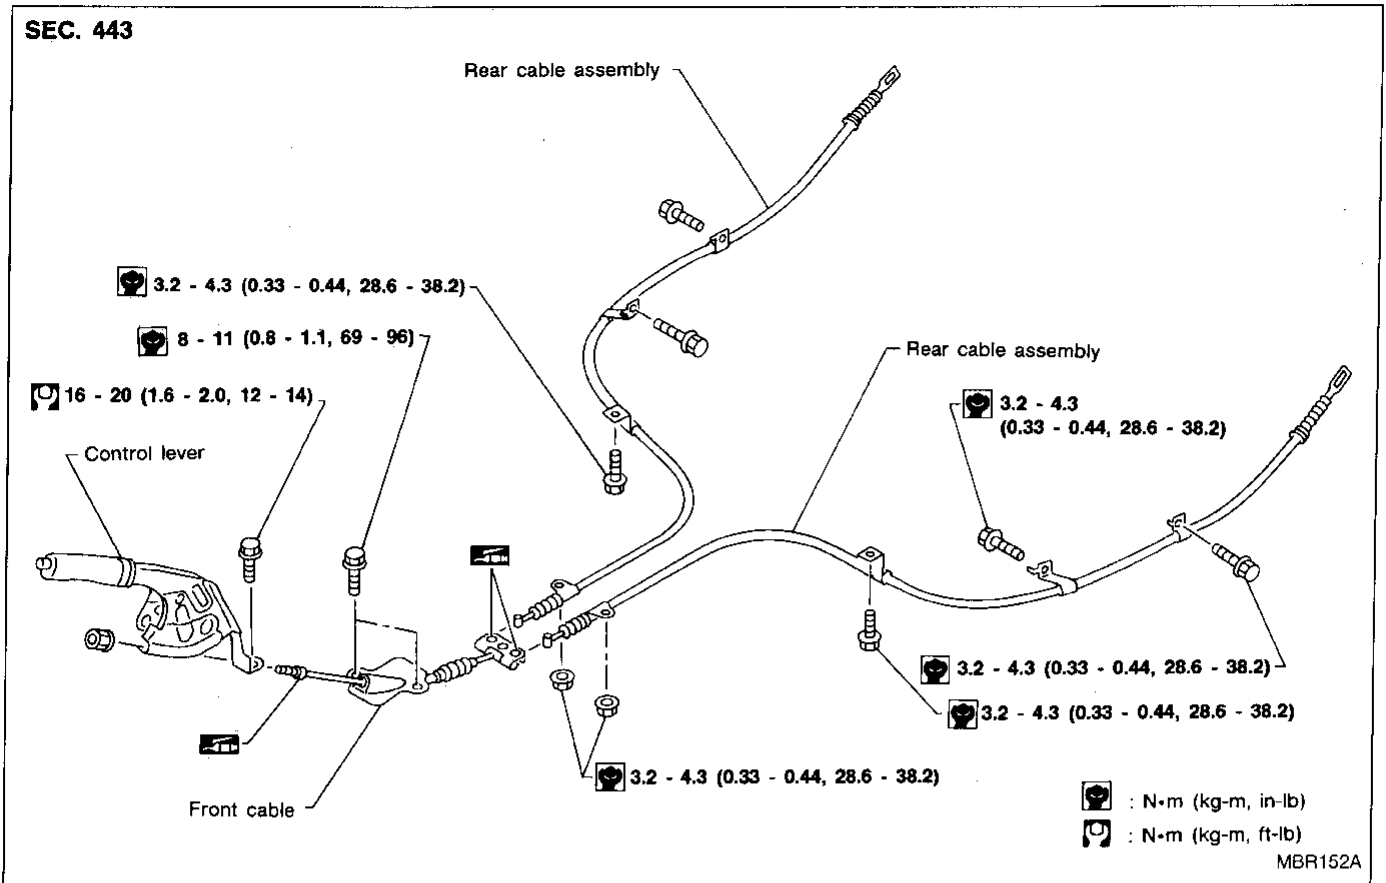 SEC. 443
Rear cable assembly
3.2 - 4.3 (0.33 - 0.44, 28.6 - 38.2)
8 - 11 (0.8 - 1.1, 69 - 96)
16 - 20 (1.6 - 2.0, 12 - 14)
Control lever
Rear cable assembly
3.2 - 4.3
(0.33 - 0.44, 28.6 - 38.2)
3.2 - 4.3 (0.33 - 0.44, 28.6 - 38.2)
3.2 - 4.3 (0.33 - 0.44, 28.6 - 38.2)
3.2 - 4.3 (0.33 - 0.44, 28.6 - 38.2)
Front cable
: N•m (kg-m, in-lb)
: N•m (kg-m, ft-lb)
MBR152A